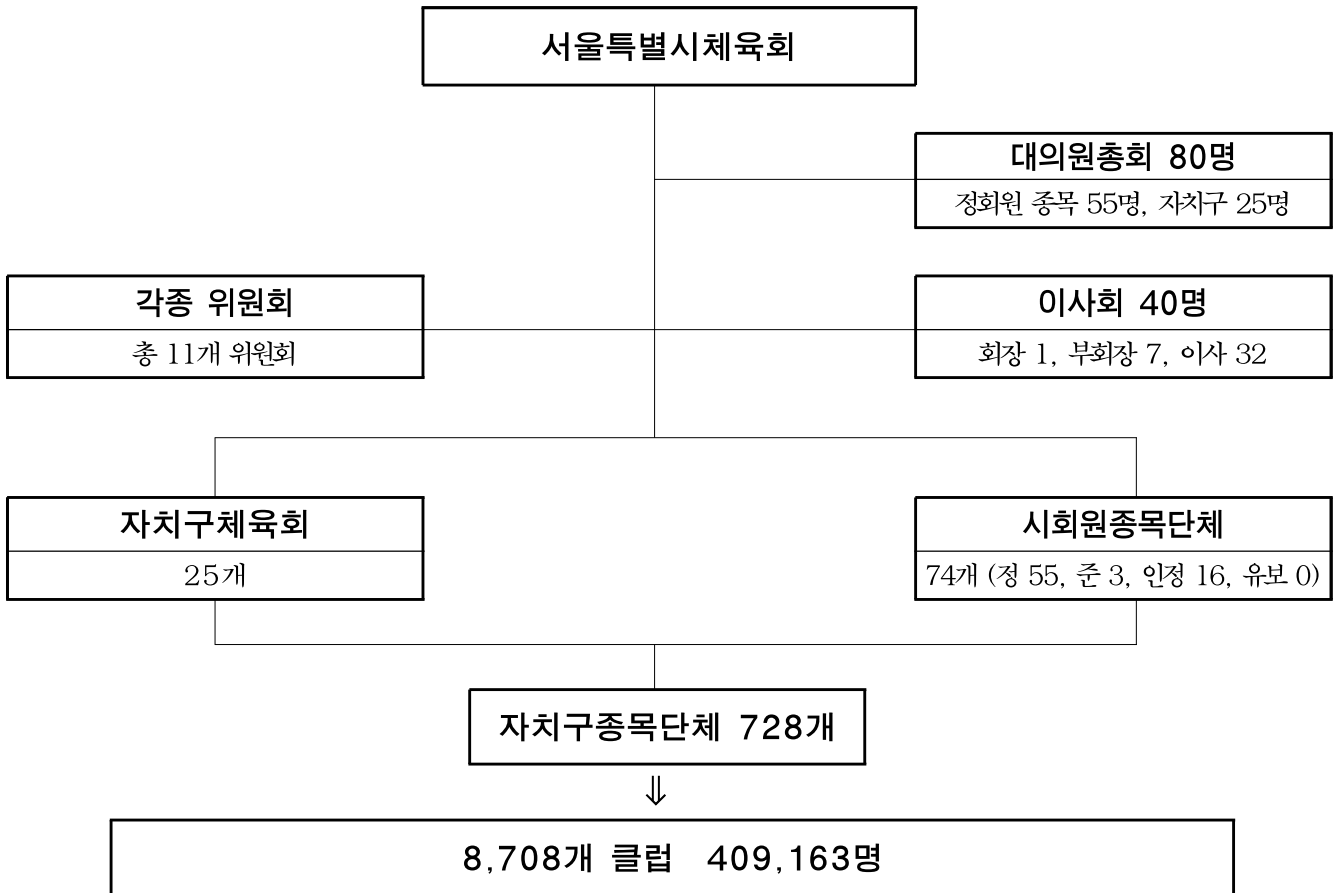 서울특별시체육회
대의원총회 80명
정회원 종목 55명, 자치구 25명
각종 위원회
총 11개 위원회
이사회 40명
회장 1, 부회장 7, 이사 32
자치구체육회
25개
시회원종목단체
74개 (정 55, 준 3, 인정 16, 유보 0)
자치구종목단체 728개
⇓
8,708개 클럽 409,163명